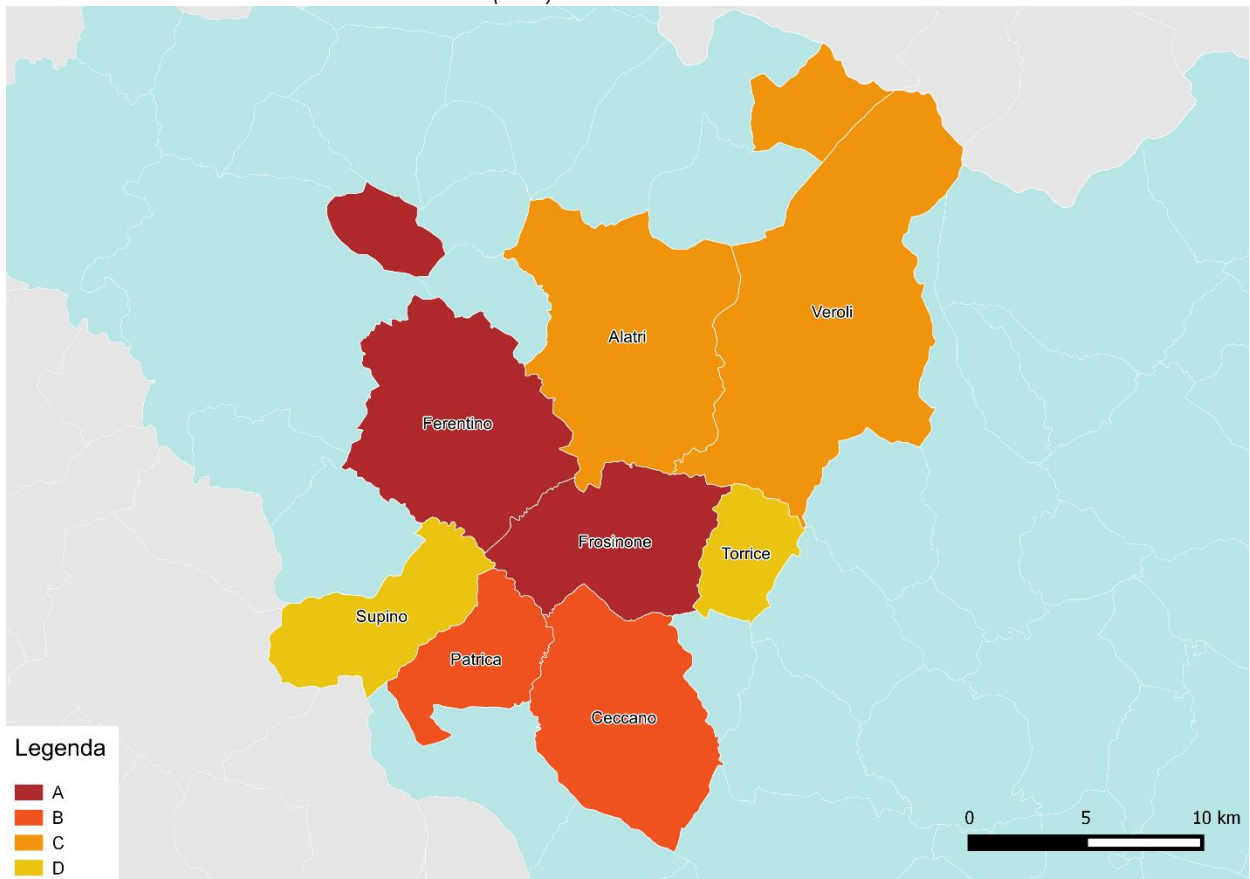 Veroli
Alatri
Ferentino
Frosinone
Torrice
Supino
Patrica
Ceccano
Legenda
A
B
C
D
0 5 10 km